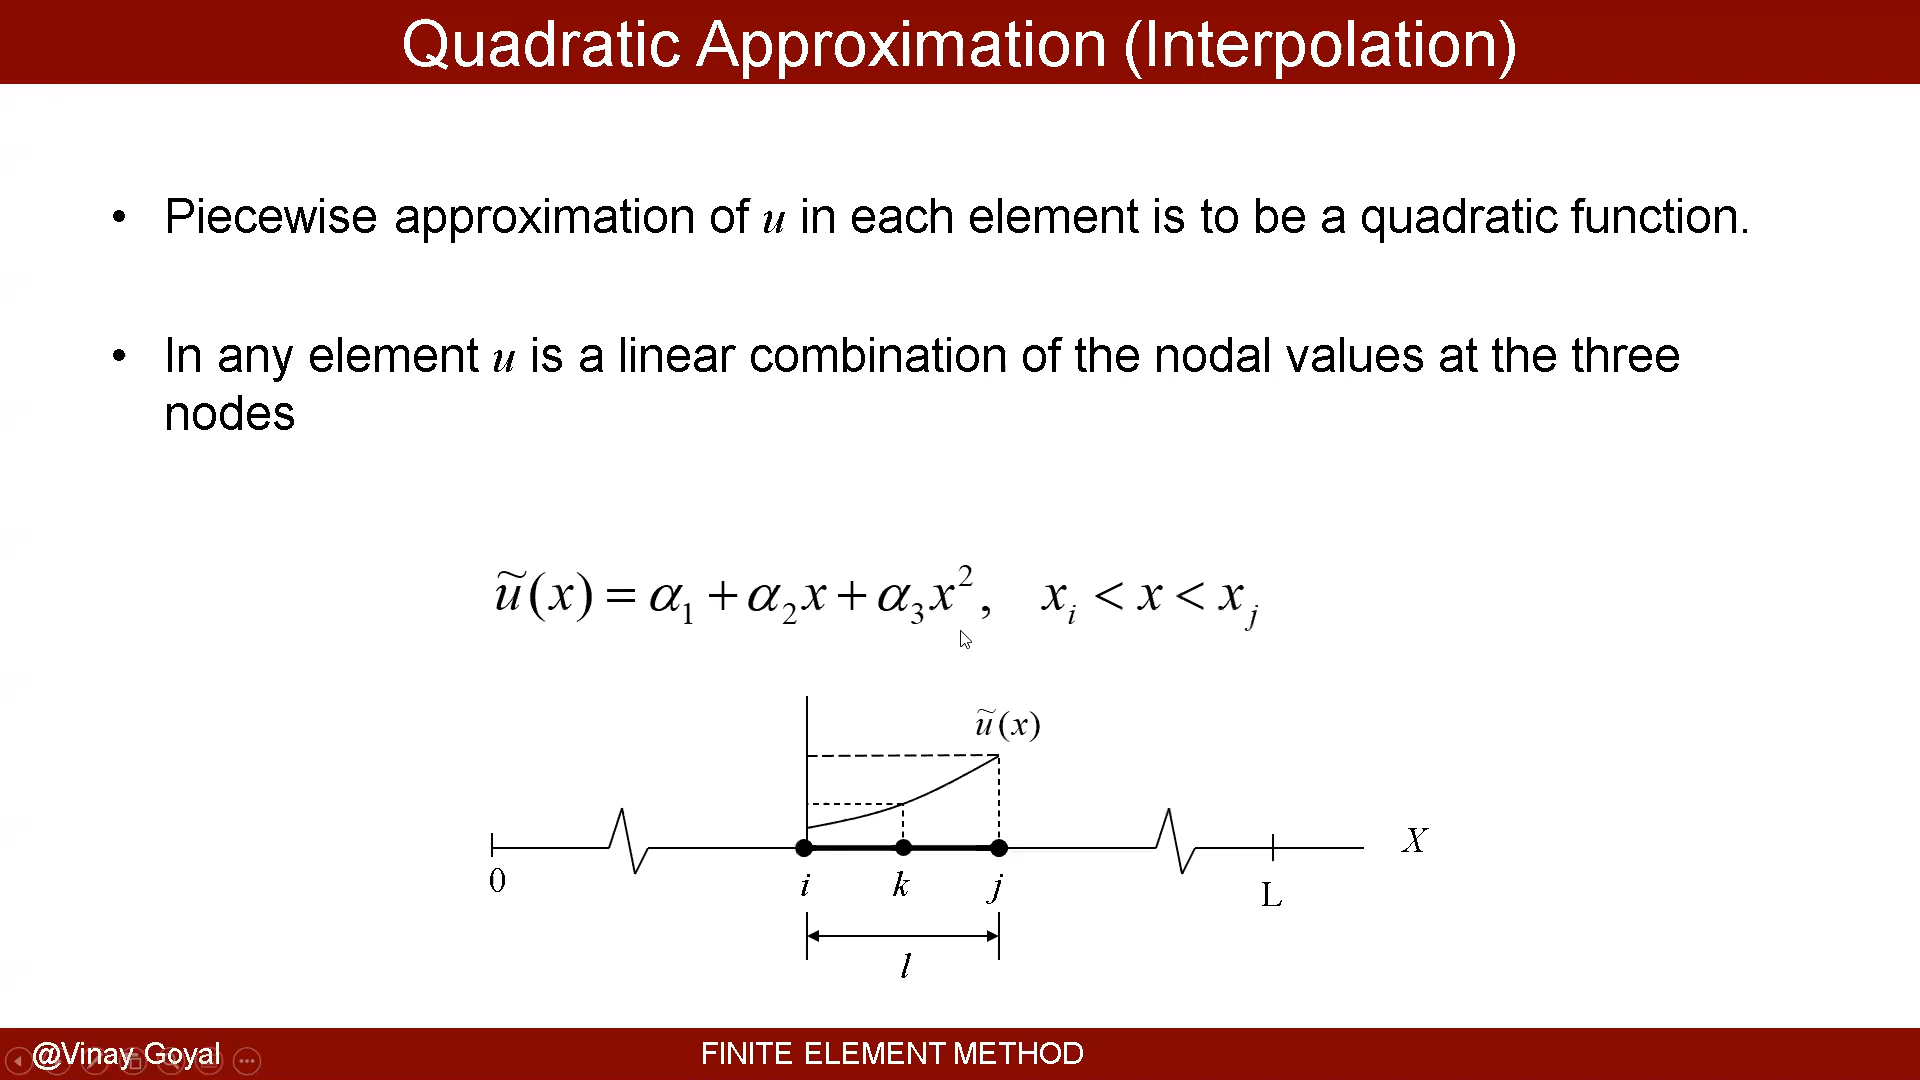 Quadratic Approximation (Interpolation)
• Piecewise approximation of u in each element is to be a quadratic function.
• In any element u is a linear combination of the nodal values at the three
nodes
ũ(x) = α₁ + α₂x + α₃x², xᵢ < x < xⱼ
ũ(x)
X
0 i k j L
l
@Vinay Goyal FINITE ELEMENT METHOD